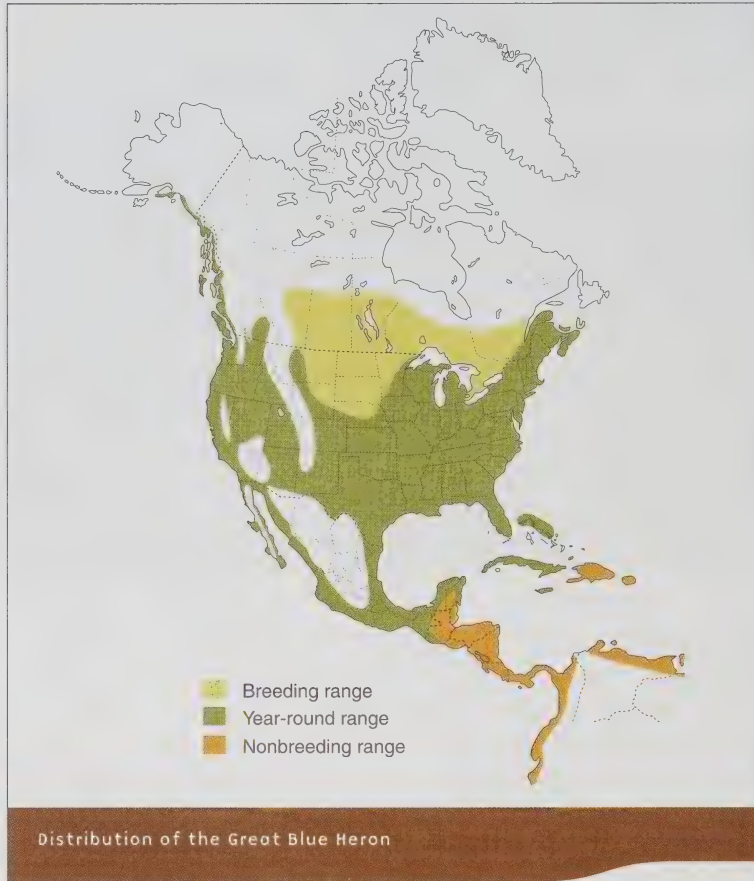 Breeding range
Year-round range
Nonbreeding range
Distribution of the Great Blue Heron